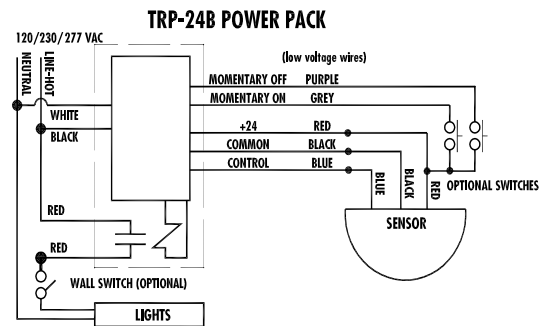 TRP-24B POWER PACK
120/230/277 VAC
NEUTRAL
LINE-HOT
(low voltage wires)
MOMENTARY OFF PURPLE
MOMENTARY ON GREY
WHITE
+24 RED
BLACK
COMMON BLACK
CONTROL BLUE
BLUE
BLACK
RED
OPTIONAL SWITCHES
RED
SENSOR
RED
WALL SWITCH (OPTIONAL)
LIGHTS